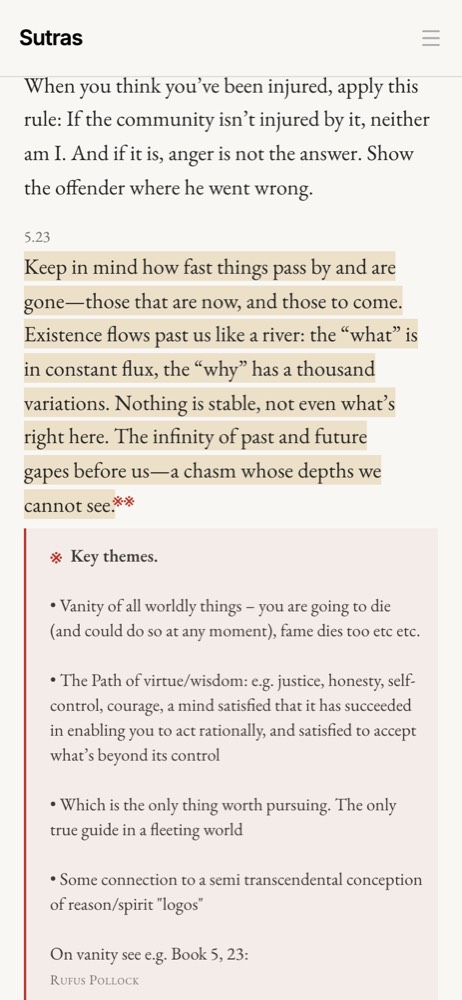 Sutras
When you think you’ve been injured, apply this
rule: If the community isn’t injured by it, neither
am I. And if it is, anger is not the answer. Show
the offender where he went wrong.
5.23
Keep in mind how fast things pass by and are
gone—those that are now, and those to come.
Existence flows past us like a river: the “what” is
in constant flux, the “why” has a thousand
variations. Nothing is stable, not even what’s
right here. The infinity of past and future
gapes before us—a chasm whose depths we
cannot see.※※
※ Key themes.
• Vanity of all worldly things – you are going to die
(and could do so at any moment), fame dies too etc etc.
• The Path of virtue/wisdom: e.g. justice, honesty, self-
control, courage, a mind satisfied that it has succeeded
in enabling you to act rationally, and satisfied to accept
what’s beyond its control
• Which is the only thing worth pursuing. The only
true guide in a fleeting world
• Some connection to a semi transcendental conception
of reason/spirit "logos"
On vanity see e.g. Book 5, 23:
Rufus Pollock